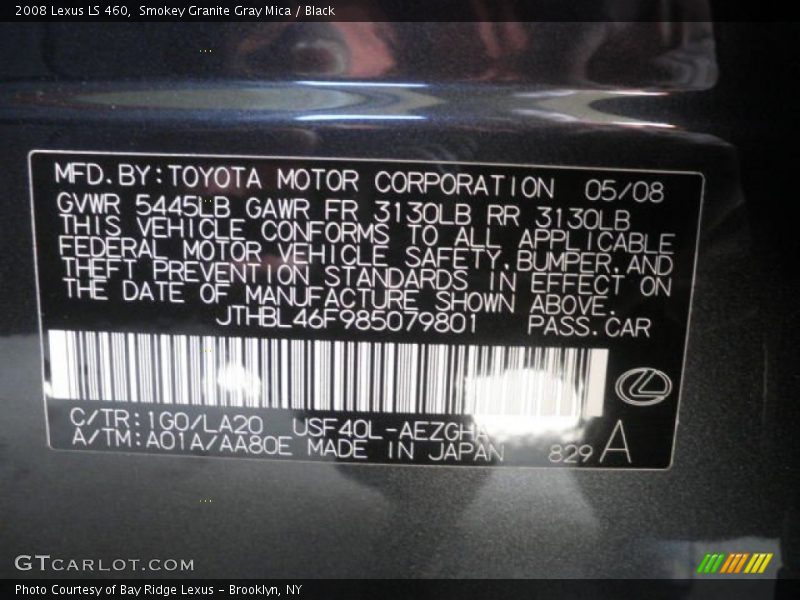 2008 Lexus LS 460, Smokey Granite Gray Mica / Black
MFD.BY:TOYOTA MOTOR CORPORATION 05/08
GVWR 5445LB GAWR FR 3130LB RR 3130LB
THIS VEHICLE CONFORMS TO ALL APPLICABLE
FEDERAL MOTOR VEHICLE SAFETY,BUMPER,AND
THEFT PREVENTION STANDARDS IN EFFECT ON
THE DATE OF MANUFACTURE SHOWN ABOVE.
JTHBL46F985079801 PASS.CAR
C/TR:1G0/LA20 USF40L-AEZGH
A/TM:A01A/AA80E MADE IN JAPAN 829 A
GTCARLOT.COM
Photo Courtesy of Bay Ridge Lexus - Brooklyn, NY